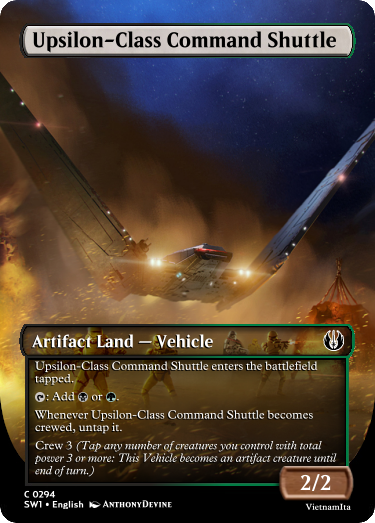 Upsilon-Class Command Shuttle
Artifact Land — Vehicle
Upsilon-Class Command Shuttle enters the battlefield
tapped.
: Add or .
Whenever Upsilon-Class Command Shuttle becomes
crewed, untap it.
Crew 3 (Tap any number of creatures you control with total
power 3 or more: This Vehicle becomes an artifact creature until
end of turn.)
2/2
C 0294
SW1 • English AnthonyDevine
VietnamIta